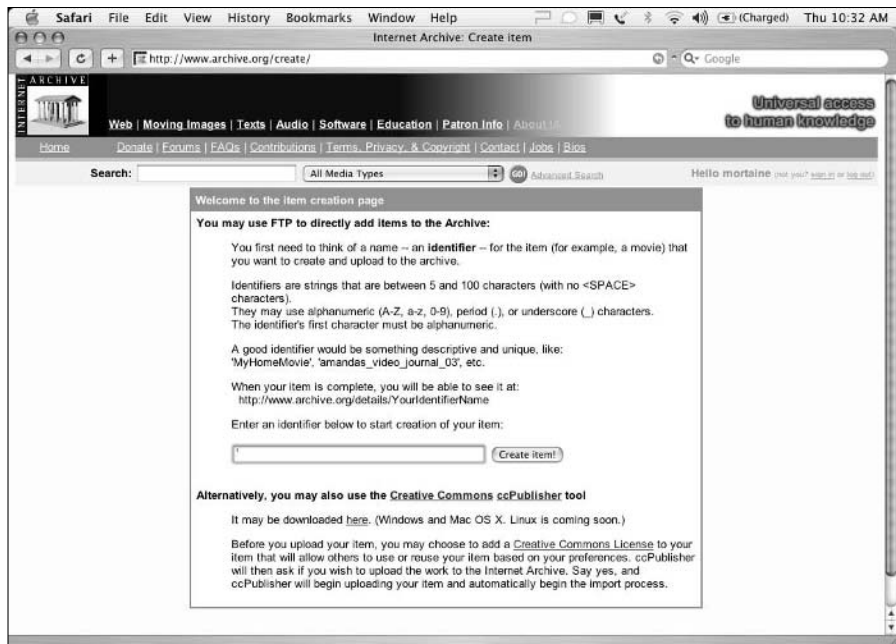 Safari File Edit View History Bookmarks Window Help (Charged) Thu 10:32 AM
Internet Archive: Create item
http://www.archive.org/create/ Google
INTERNET ARCHIVE
Universal access
to human knowledge
Web | Moving Images | Texts | Audio | Software | Education | Patron Info | About
Home Donate | Forums | FAQs | Contributions | Terms, Privacy, & Copyright | Contact | Jobs | Bios
Search: All Media Types GO! Advanced Search Hello mortaine (not you? sign in or log out)
Welcome to the item creation page
You may use FTP to directly add items to the Archive:
You first need to think of a name -- an identifier -- for the item (for example, a movie) that
you want to create and upload to the archive.
Identifiers are strings that are between 5 and 100 characters (with no <SPACE>
characters).
They may use alphanumeric (A-Z, a-z, 0-9), period (.), or underscore (_) characters.
The identifier's first character must be alphanumeric.
A good identifier would be something descriptive and unique, like:
'MyHomeMovie', 'amandas_video_journal_03', etc.
When your item is complete, you will be able to see it at:
http://www.archive.org/details/YourIdentifierName
Enter an identifier below to start creation of your item:
Create item!
Alternatively, you may also use the Creative Commons ccPublisher tool
It may be downloaded here. (Windows and Mac OS X. Linux is coming soon.)
Before you upload your item, you may choose to add a Creative Commons License to your
item that will allow others to use or reuse your item based on your preferences. ccPublisher
will then ask if you wish to upload the work to the Internet Archive. Say yes, and
ccPublisher will begin uploading your item and automatically begin the import process.